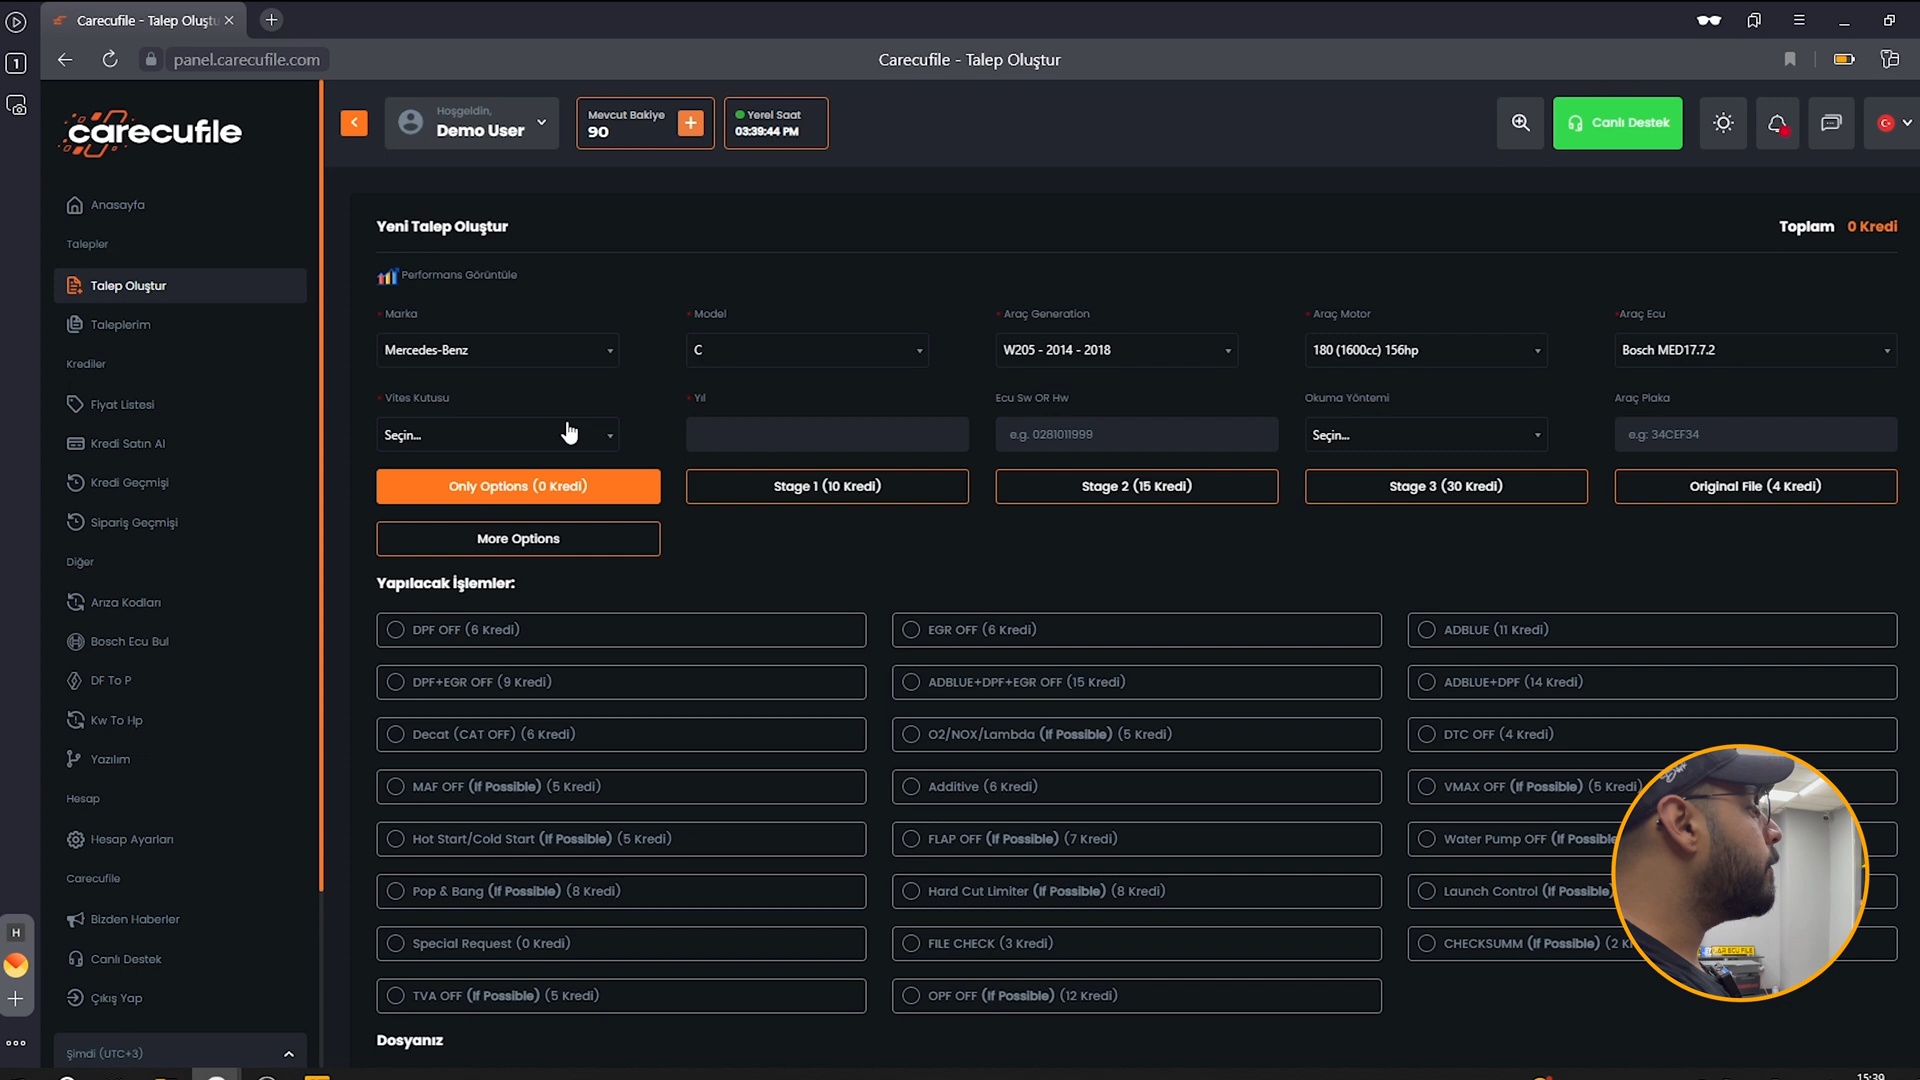 Carecufile - Talep Oluştu
1
panel.carecufile.com
Carecufile - Talep Oluştur
carecufile
Hoşgeldin,
Demo User
Mevcut Bakiye
90
Yerel Saat
03:39:44 PM
Canlı Destek
Anasayfa
Talepler
Talep Oluştur
Taleplerim
Krediler
Fiyat Listesi
Kredi Satın Al
Kredi Geçmişi
Sipariş Geçmişi
Diğer
Arıza Kodları
Bosch Ecu Bul
DF To P
Kw To Hp
Yazılım
Hesap
Hesap Ayarları
Carecufile
Bizden Haberler
Canlı Destek
Çıkış Yap
Şimdi (UTC+3)
H
Yeni Talep Oluştur
Toplam 0 Kredi
Performans Görüntüle
* Marka
* Model
* Araç Generation
* Araç Motor
*Araç Ecu
Mercedes-Benz
C
W205 - 2014 - 2018
180 (1600cc) 156hp
Bosch MED17.7.2
* Vites Kutusu
* Yıl
Ecu Sw OR Hw
Okuma Yöntemi
Araç Plaka
Seçin...
e.g. 0281011999
Seçin...
e.g: 34CEF34
Only Options (0 Kredi)
Stage 1 (10 Kredi)
Stage 2 (15 Kredi)
Stage 3 (30 Kredi)
Original File (4 Kredi)
More Options
Yapılacak İşlemler:
DPF OFF (6 Kredi)
EGR OFF (6 Kredi)
ADBLUE (11 Kredi)
DPF+EGR OFF (9 Kredi)
ADBLUE+DPF+EGR OFF (15 Kredi)
ADBLUE+DPF (14 Kredi)
Decat (CAT OFF) (6 Kredi)
O2/NOX/Lambda (If Possible) (5 Kredi)
DTC OFF (4 Kredi)
MAF OFF (If Possible) (5 Kredi)
Additive (6 Kredi)
VMAX OFF (If Possible) (5 Kredi)
Hot Start/Cold Start (If Possible) (5 Kredi)
FLAP OFF (If Possible) (7 Kredi)
Water Pump OFF (If Possible
Pop & Bang (If Possible) (8 Kredi)
Hard Cut Limiter (If Possible) (8 Kredi)
Launch Control (If Possible)
Special Request (0 Kredi)
FILE CHECK (3 Kredi)
CHECKSUMM (If Possible) (2 K
TVA OFF (If Possible) (5 Kredi)
OPF OFF (If Possible) (12 Kredi)
Dosyanız
15:39